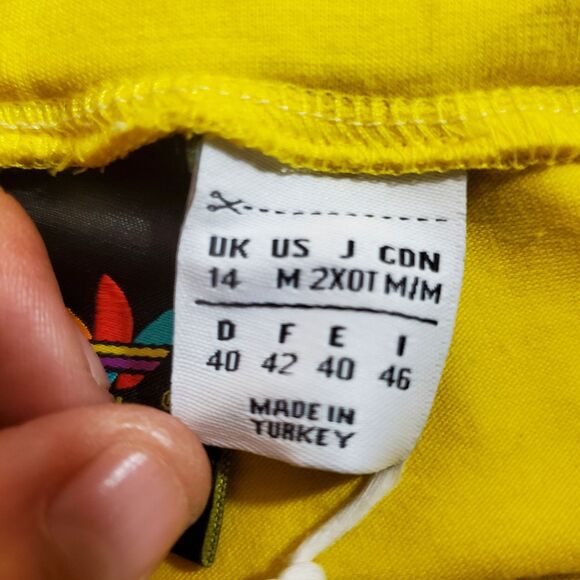 UK US J CDN
14 M 2XOT M/M
D F E I
40 42 40 46
MADE IN
TURKEY